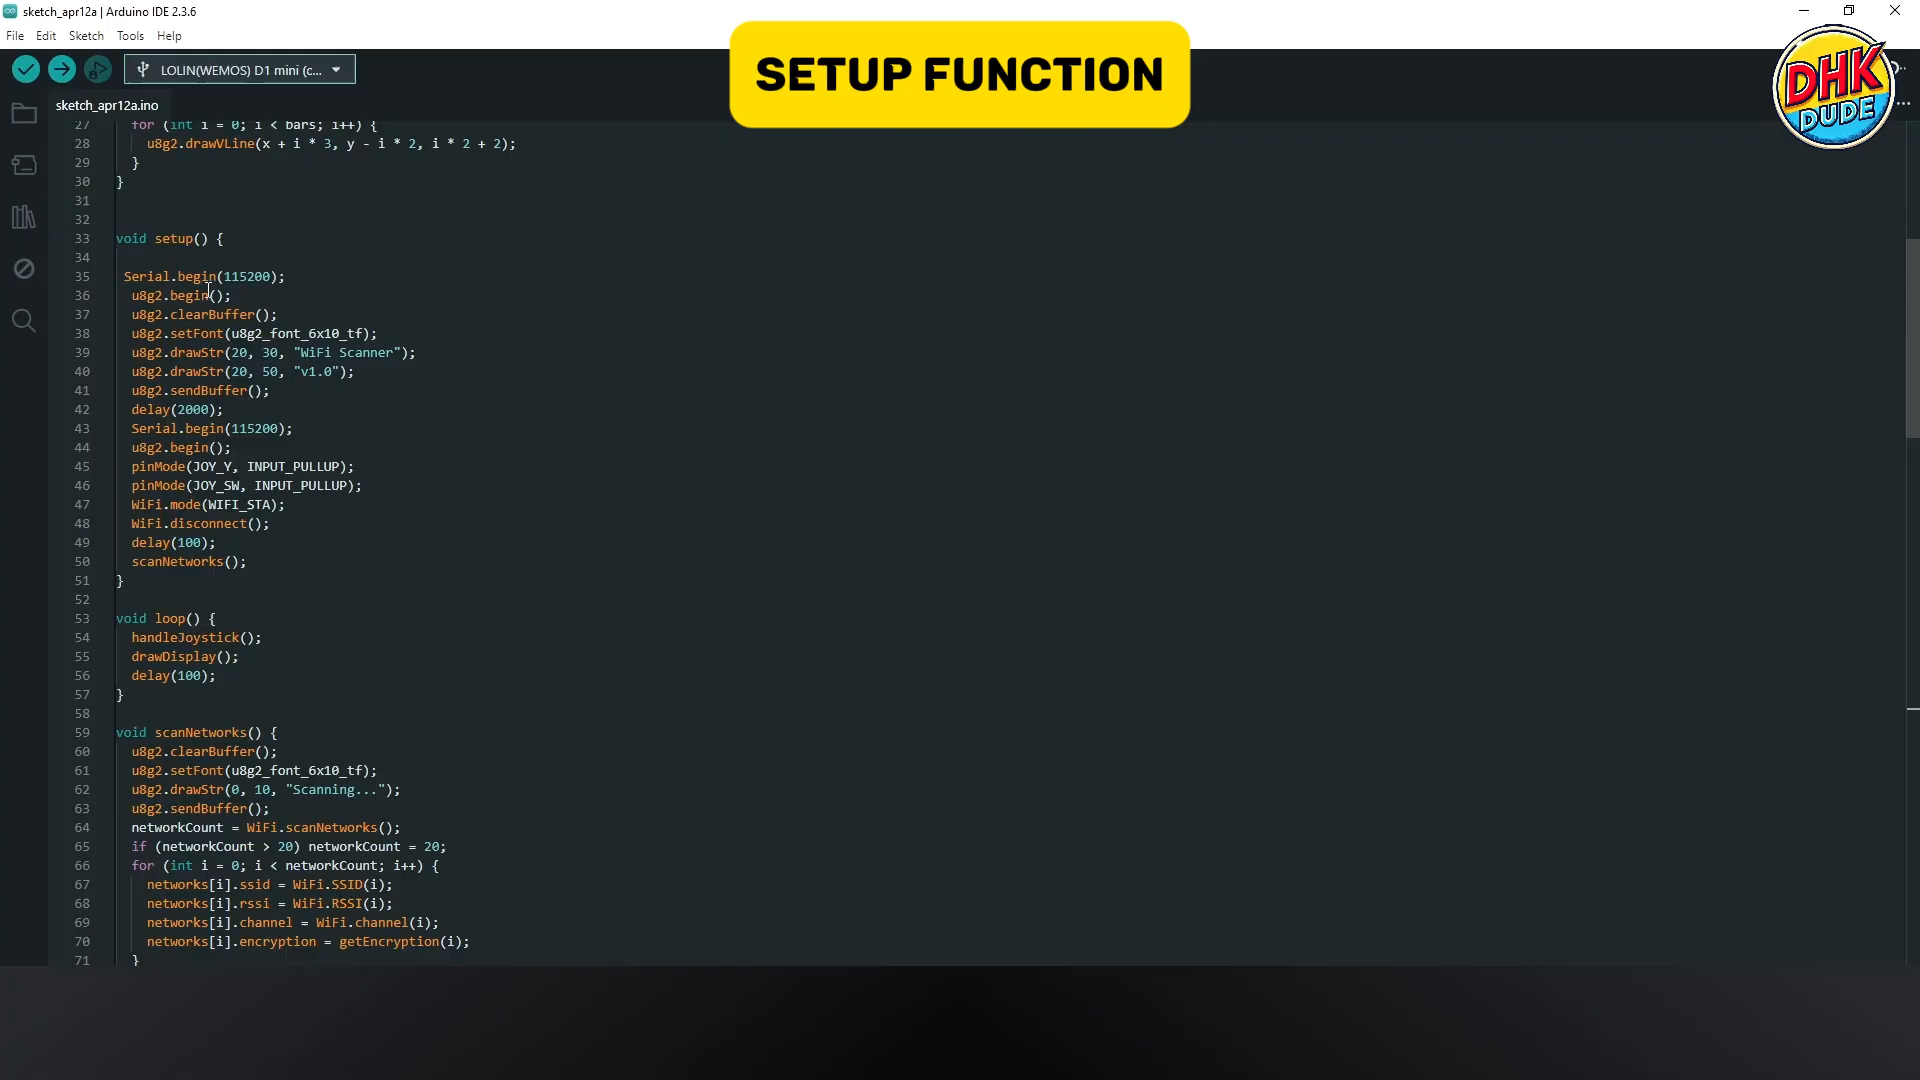 sketch_apr12a | Arduino IDE 2.3.6
File Edit Sketch Tools Help
SETUP FUNCTION
DHK
DUDE
LOLIN(WEMOS) D1 mini (c...
sketch_apr12a.ino
27 for (int i = 0; i < bars; i++) {
28 u8g2.drawVLine(x + i * 3, y - i * 2, i * 2 + 2);
29 }
30 }
31
32
33 void setup() {
34
35 Serial.begin(115200);
36 u8g2.begin();
37 u8g2.clearBuffer();
38 u8g2.setFont(u8g2_font_6x10_tf);
39 u8g2.drawStr(20, 30, "WiFi Scanner");
40 u8g2.drawStr(20, 50, "v1.0");
41 u8g2.sendBuffer();
42 delay(2000);
43 Serial.begin(115200);
44 u8g2.begin();
45 pinMode(JOY_Y, INPUT_PULLUP);
46 pinMode(JOY_SW, INPUT_PULLUP);
47 WiFi.mode(WIFI_STA);
48 WiFi.disconnect();
49 delay(100);
50 scanNetworks();
51 }
52
53 void loop() {
54 handleJoystick();
55 drawDisplay();
56 delay(100);
57 }
58
59 void scanNetworks() {
60 u8g2.clearBuffer();
61 u8g2.setFont(u8g2_font_6x10_tf);
62 u8g2.drawStr(0, 10, "Scanning...");
63 u8g2.sendBuffer();
64 networkCount = WiFi.scanNetworks();
65 if (networkCount > 20) networkCount = 20;
66 for (int i = 0; i < networkCount; i++) {
67 networks[i].ssid = WiFi.SSID(i);
68 networks[i].rssi = WiFi.RSSI(i);
69 networks[i].channel = WiFi.channel(i);
70 networks[i].encryption = getEncryption(i);
71 }